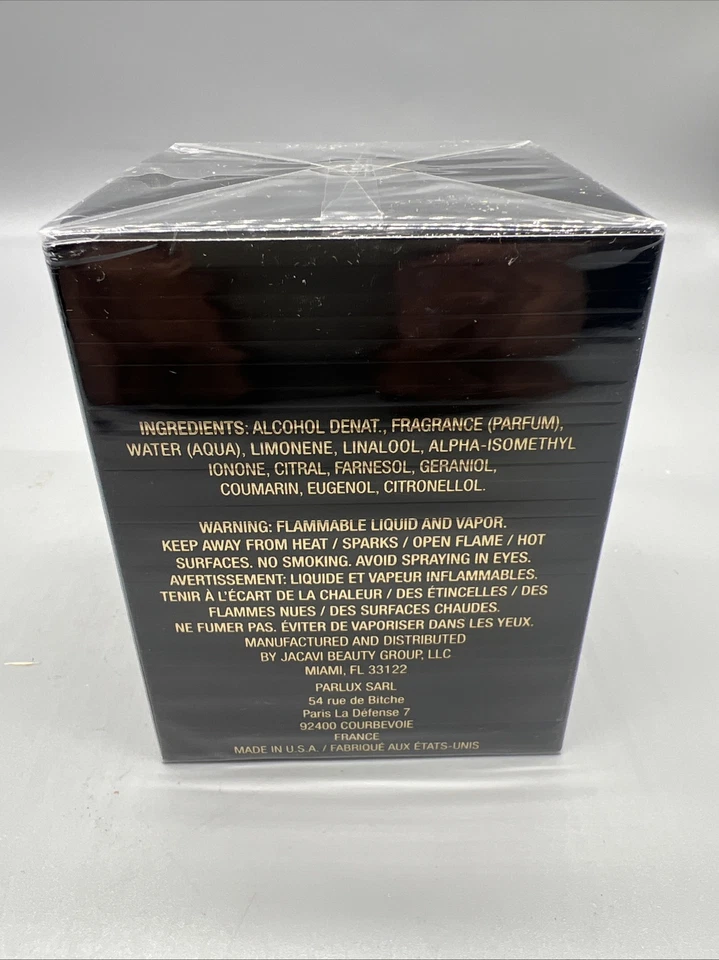 INGREDIENTS: ALCOHOL DENAT., FRAGRANCE (PARFUM),
WATER (AQUA), LIMONENE, LINALOOL, ALPHA-ISOMETHYL
IONONE, CITRAL, FARNESOL, GERANIOL,
COUMARIN, EUGENOL, CITRONELLOL.
WARNING: FLAMMABLE LIQUID AND VAPOR.
KEEP AWAY FROM HEAT / SPARKS / OPEN FLAME / HOT
SURFACES. NO SMOKING. AVOID SPRAYING IN EYES.
AVERTISSEMENT: LIQUIDE ET VAPEUR INFLAMMABLES.
TENIR À L'ÉCART DE LA CHALEUR / DES ÉTINCELLES / DES
FLAMMES NUES / DES SURFACES CHAUDES.
NE FUMER PAS. ÉVITER DE VAPORISER DANS LES YEUX.
MANUFACTURED AND DISTRIBUTED
BY JACAVI BEAUTY GROUP, LLC
MIAMI, FL 33122
PARLUX SARL
54 rue de Bitche
Paris La Défense 7
92400 COURBEVOIE
FRANCE
MADE IN U.S.A. / FABRIQUÉ AUX ÉTATS-UNIS